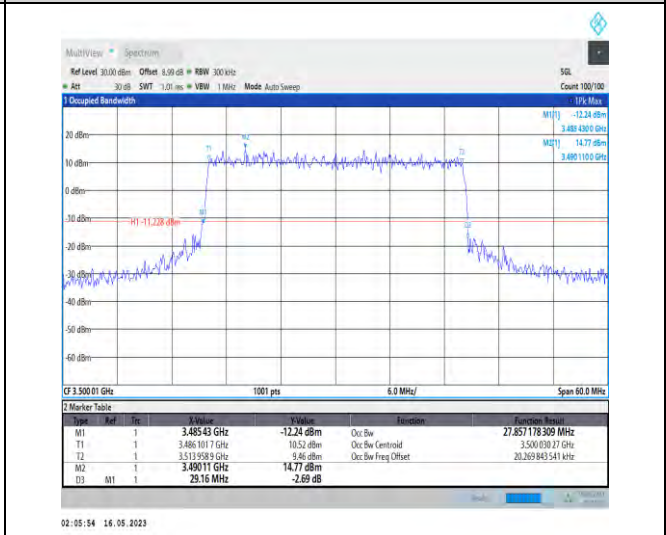 MultiView Spectrum
Ref Level 30.00 dBm Offset 8.99 dB RBW 300 kHz SGL
Att 30 dB SWT 1.01 ms VBW 1 MHz Mode Auto Sweep Count 100/100
1 Occupied Bandwidth 1Pk Max
M1[1] -12.24 dBm
3.485 430 0 GHz
M2[1] 14.77 dBm
3.490 110 0 GHz
20 dBm
T1 M2 T2
10 dBm
0 dBm
-10 dBm
H1 -11.228 dBm
M1
-20 dBm
-30 dBm
-40 dBm
-50 dBm
-60 dBm
CF 3.500 01 GHz 1001 pts 6.0 MHz/ Span 60.0 MHz
2 Marker Table
Type Ref Trc X-Value Y-Value Function Function Result
M1 1 3.485 43 GHz -12.24 dBm Occ Bw 27.857 178 309 MHz
T1 1 3.486 101 7 GHz 10.52 dBm Occ Bw Centroid 3.500 030 27 GHz
T2 1 3.513 958 9 GHz 9.46 dBm Occ Bw Freq Offset 20.269 843 541 kHz
M2 1 3.490 11 GHz 14.77 dBm
D3 M1 1 29.16 MHz -2.69 dB
02:05:54 16.05.2023